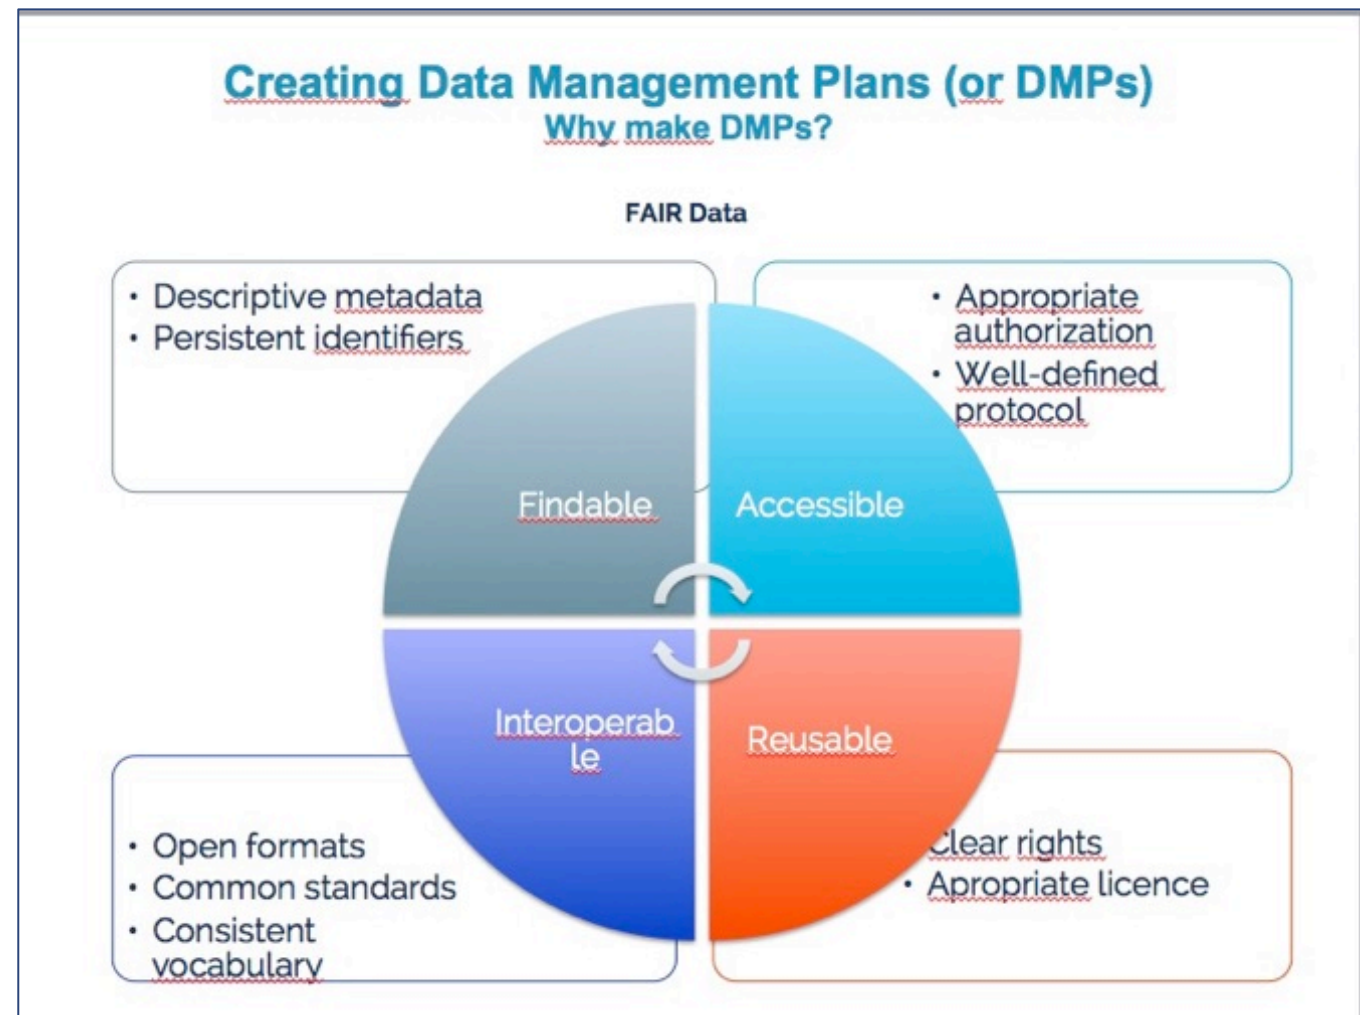 Creating Data Management Plans (or DMPs)
Why make DMPs?
FAIR Data
• Descriptive metadata
• Persistent identifiers
• Appropriate
authorization
• Well-defined
protocol
Findable
Accessible
Interoperab
le
Reusable
• Open formats
• Common standards
• Consistent
vocabulary
Clear rights
• Apropriate licence